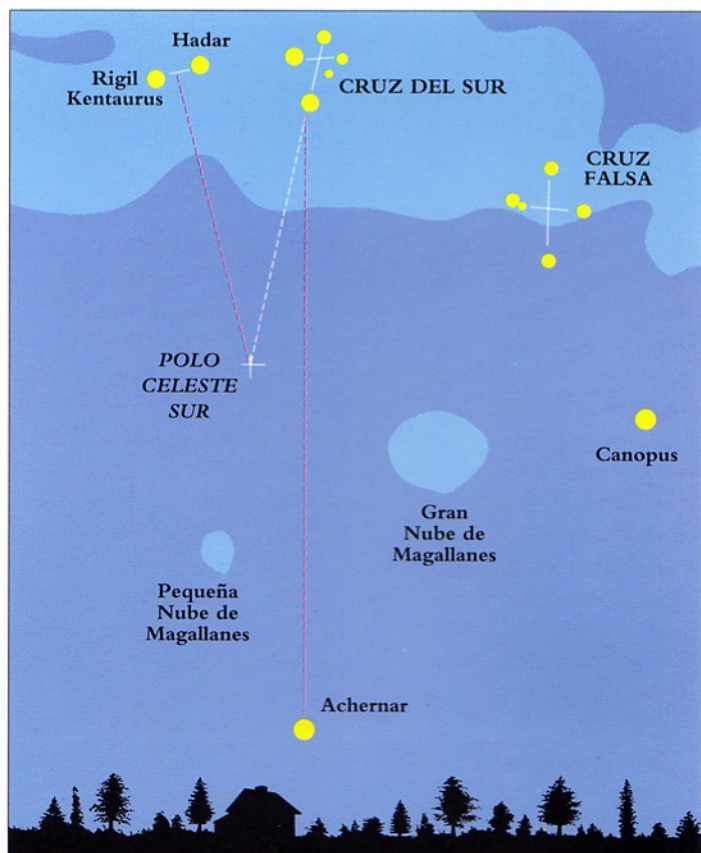 Hadar
Rigil
Kentaurus
CRUZ DEL SUR
CRUZ
FALSA
POLO
CELESTE
SUR
Canopus
Gran
Nube de
Magallanes
Pequeña
Nube de
Magallanes
Achernar